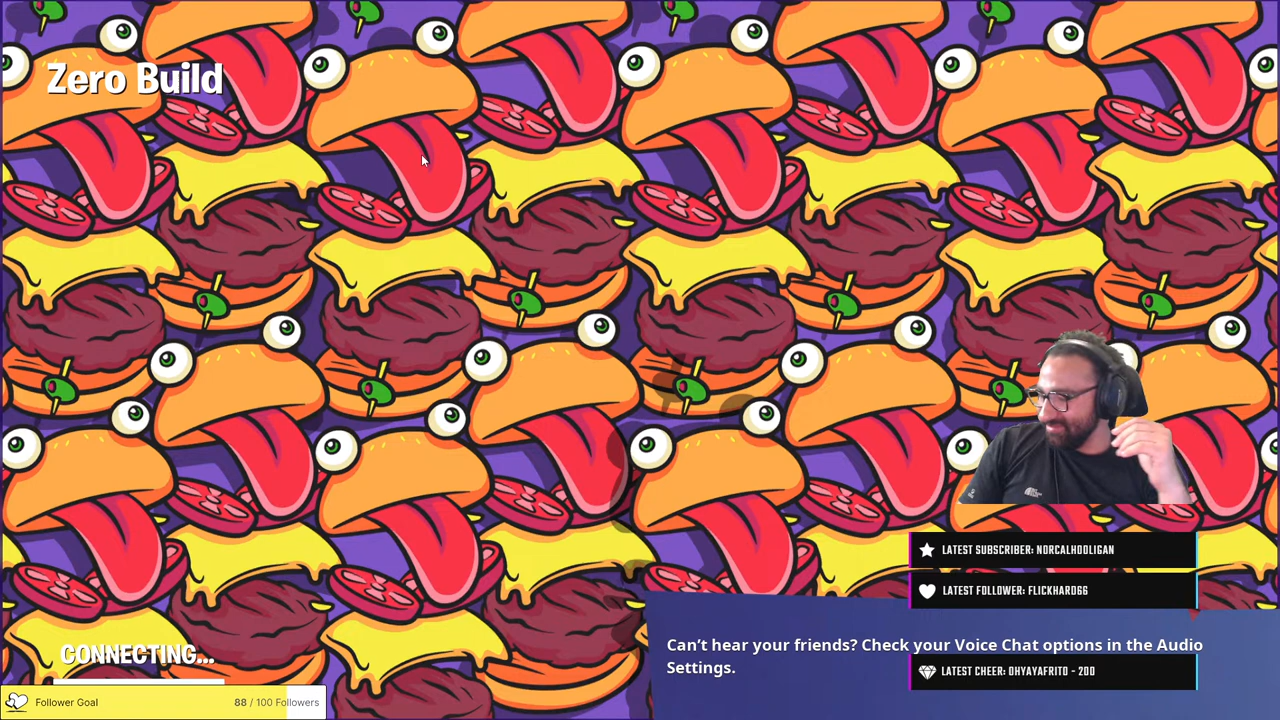 Zero Build
LATEST SUBSCRIBER: NORCALHOOLIGAN
LATEST FOLLOWER: FLICKHARD66
Can't hear your friends? Check your Voice Chat options in the Audio
Settings.
CONNECTING...
LATEST CHEER: OHYAYAFRITO - 200
Follower Goal
88 / 100 Followers